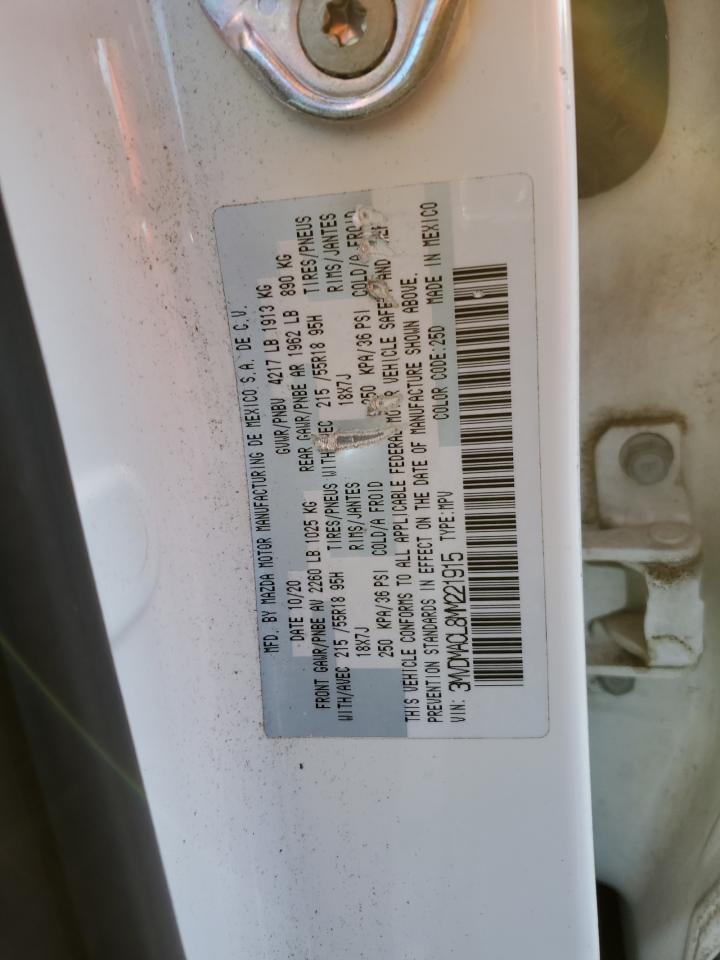 MFD. BY MAZDA MOTOR MANUFACTURING DE MEXICO S.A. DE C.V.
DATE 10/20 GVWR/PNBV 4217 LB 1913 KG
FRONT GAWR/PNBE AV 2260 LB 1025 KG REAR GAWR/PNBE AR 1962 LB 890 KG
WITH/AVEC 215 /55R18 95H TIRES/PNEUS WITH/AVEC 215 /55R18 95H TIRES/PNEUS
18X7J RIMS/JANTES 18X7J RIMS/JANTES
250 KPA/36 PSI COLD/A FROID 250 KPA/36 PSI COLD/A FROID
THIS VEHICLE CONFORMS TO ALL APPLICABLE FEDERAL MOTOR VEHICLE SAFETY AND THEFT
PREVENTION STANDARDS IN EFFECT ON THE DATE OF MANUFACTURE SHOWN ABOVE.
VIN: 3MVDMACL8MM221915 TYPE:MPV COLOR CODE:25D MADE IN MEXICO